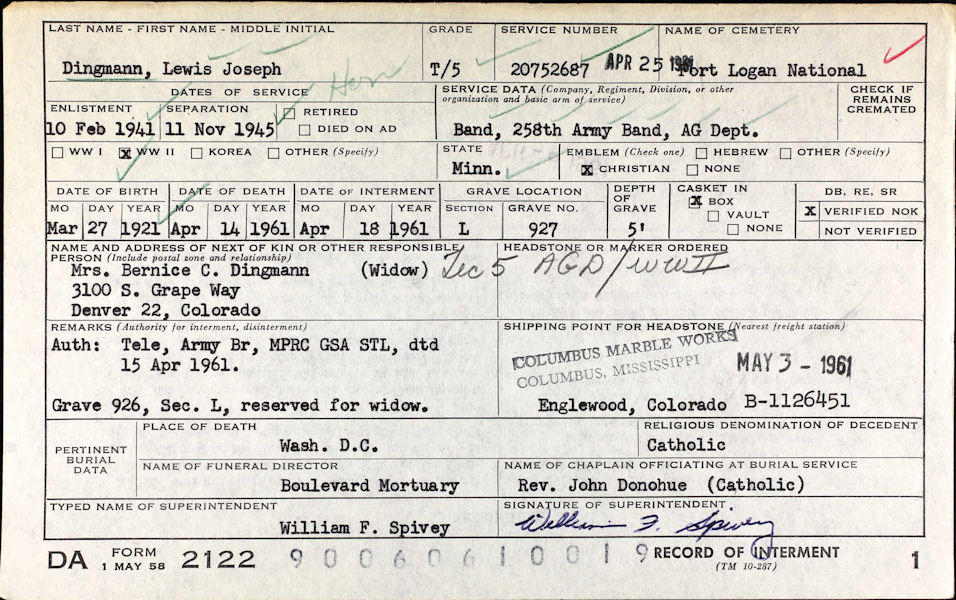 LAST NAME - FIRST NAME - MIDDLE INITIAL GRADE SERVICE NUMBER NAME OF CEMETERY
Dingmann, Lewis Joseph T/5 20752687 APR 25 1961 Fort Logan National
DATES OF SERVICE SERVICE DATA (Company, Regiment, Division, or other organization and basic arm of service) CHECK IF REMAINS CREMATED
ENLISTMENT SEPARATION RETIRED
10 Feb 1941 11 Nov 1945 DIED ON AD Band, 258th Army Band, AG Dept.
WW I X WW II KOREA OTHER (Specify) STATE EMBLEM (Check one) HEBREW OTHER (Specify)
Minn. X CHRISTIAN NONE
DATE OF BIRTH DATE OF DEATH DATE OF INTERMENT GRAVE LOCATION DEPTH OF GRAVE CASKET IN DB, RE, SR
MO DAY YEAR MO DAY YEAR MO DAY YEAR SECTION GRAVE NO. X BOX X VERIFIED NOK
VAULT
Mar 27 1921 Apr 14 1961 Apr 18 1961 L 927 5' NONE NOT VERIFIED
NAME AND ADDRESS OF NEXT OF KIN OR OTHER RESPONSIBLE HEADSTONE OR MARKER ORDERED
PERSON (Include postal zone and relationship)
Mrs. Bernice C. Dingmann (Widow) Tec 5 AGD/WW II
3100 S. Grape Way
Denver 22, Colorado
REMARKS (Authority for interment, disinterment) SHIPPING POINT FOR HEADSTONE (Nearest freight station)
Auth: Tele, Army Br, MPRC GSA STL, dtd
15 Apr 1961.
COLUMBUS MARBLE WORKS
COLUMBUS, MISSISSIPPI
MAY 3 - 1961
Grave 926, Sec. L, reserved for widow. Englewood, Colorado B-1126451
PERTINENT BURIAL DATA
PLACE OF DEATH RELIGIOUS DENOMINATION OF DECEDENT
Wash. D.C. Catholic
NAME OF FUNERAL DIRECTOR NAME OF CHAPLAIN OFFICIATING AT BURIAL SERVICE
Boulevard Mortuary Rev. John Donohue (Catholic)
TYPED NAME OF SUPERINTENDENT SIGNATURE OF SUPERINTENDENT
William F. Spivey William F. Spivey
DA FORM 1 MAY 58 2122 9006061 0019 RECORD OF INTERMENT 1
(TM 10-287)